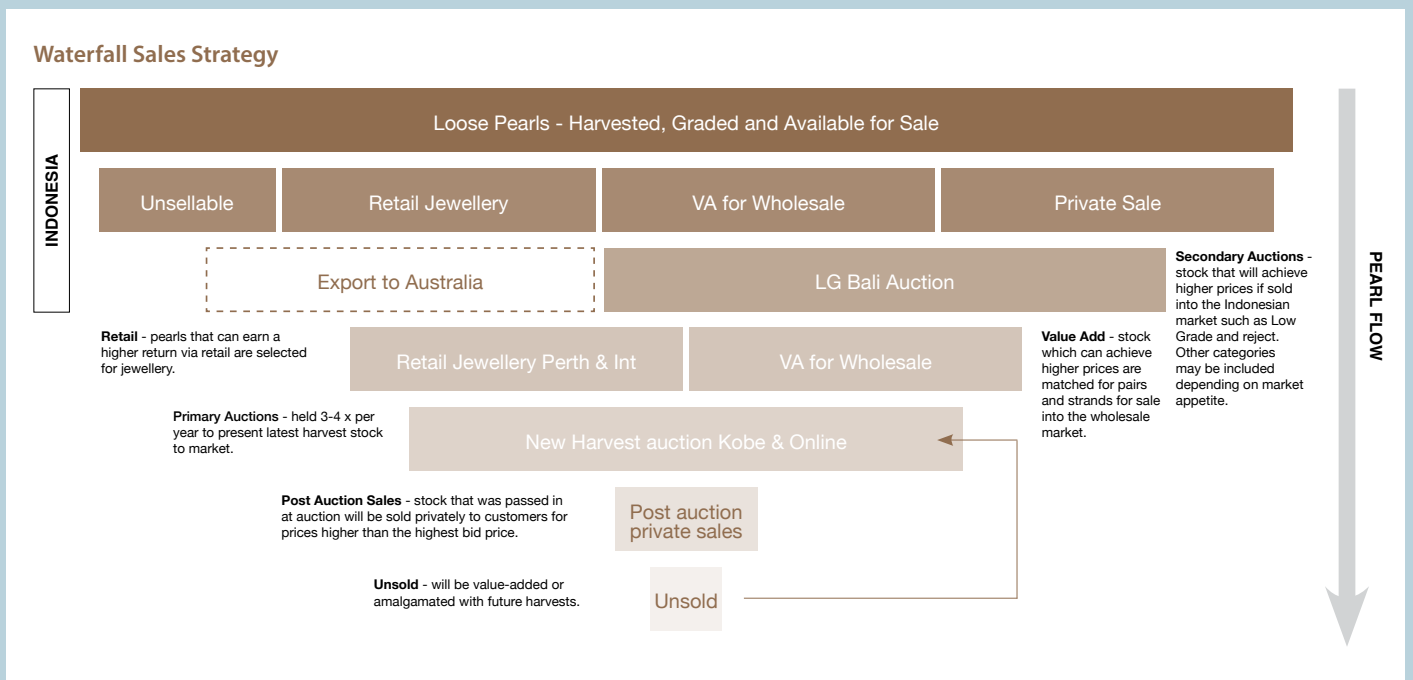 Waterfall Sales Strategy
INDONESIA
Loose Pearls - Harvested, Graded and Available for Sale
Unsellable
Retail Jewellery
VA for Wholesale
Private Sale
Export to Australia
LG Bali Auction
Secondary Auctions -
stock that will achieve
higher prices if sold
into the Indonesian
market such as Low
Grade and reject.
Other categories
may be included
depending on market
appetite.
PEARL FLOW
Retail - pearls that can earn a
higher return via retail are selected
for jewellery.
Retail Jewellery Perth & Int
VA for Wholesale
Value Add - stock
which can achieve
higher prices are
matched for pairs
and strands for sale
into the wholesale
market.
Primary Auctions - held 3-4 x per
year to present latest harvest stock
to market.
New Harvest auction Kobe & Online
Post Auction Sales - stock that was passed in
at auction will be sold privately to customers for
prices higher than the highest bid price.
Post auction
private sales
Unsold - will be value-added or
amalgamated with future harvests.
Unsold